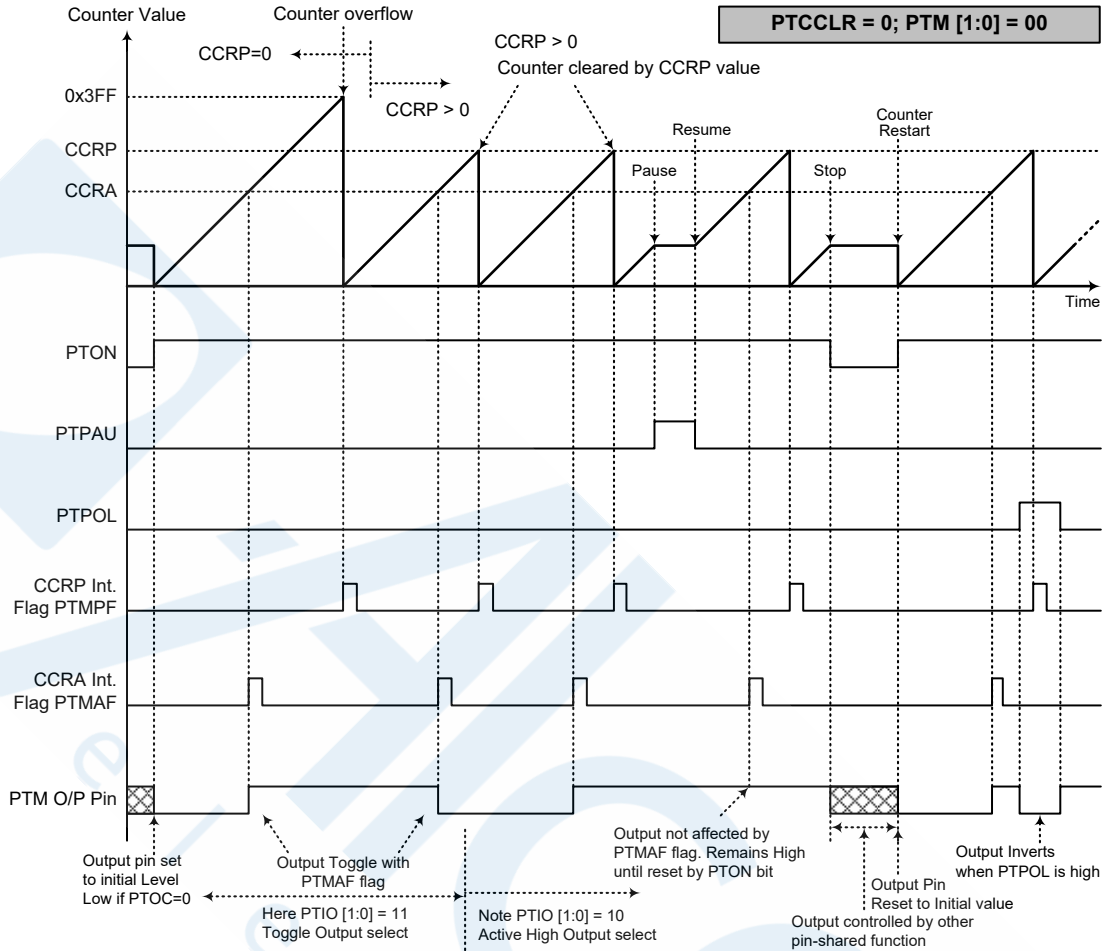 Counter Value
Counter overflow
PTCCLR = 0; PTM [1:0] = 00
CCRP=0
CCRP > 0
CCRP > 0
Counter cleared by CCRP value
0x3FF
CCRP
CCRA
Pause
Resume
Stop
Counter
Restart
Time
PTON
PTPAU
PTPOL
CCRP Int.
Flag PTMPF
CCRA Int.
Flag PTMAF
PTM O/P Pin
Output pin set
to initial Level
Low if PTOC=0
Output Toggle with
PTMAF flag
Here PTIO [1:0] = 11
Toggle Output select
Note PTIO [1:0] = 10
Active High Output select
Output not affected by
PTMAF flag. Remains High
until reset by PTON bit
Output Pin
Reset to Initial value
Output controlled by other
pin-shared function
Output Inverts
when PTPOL is high